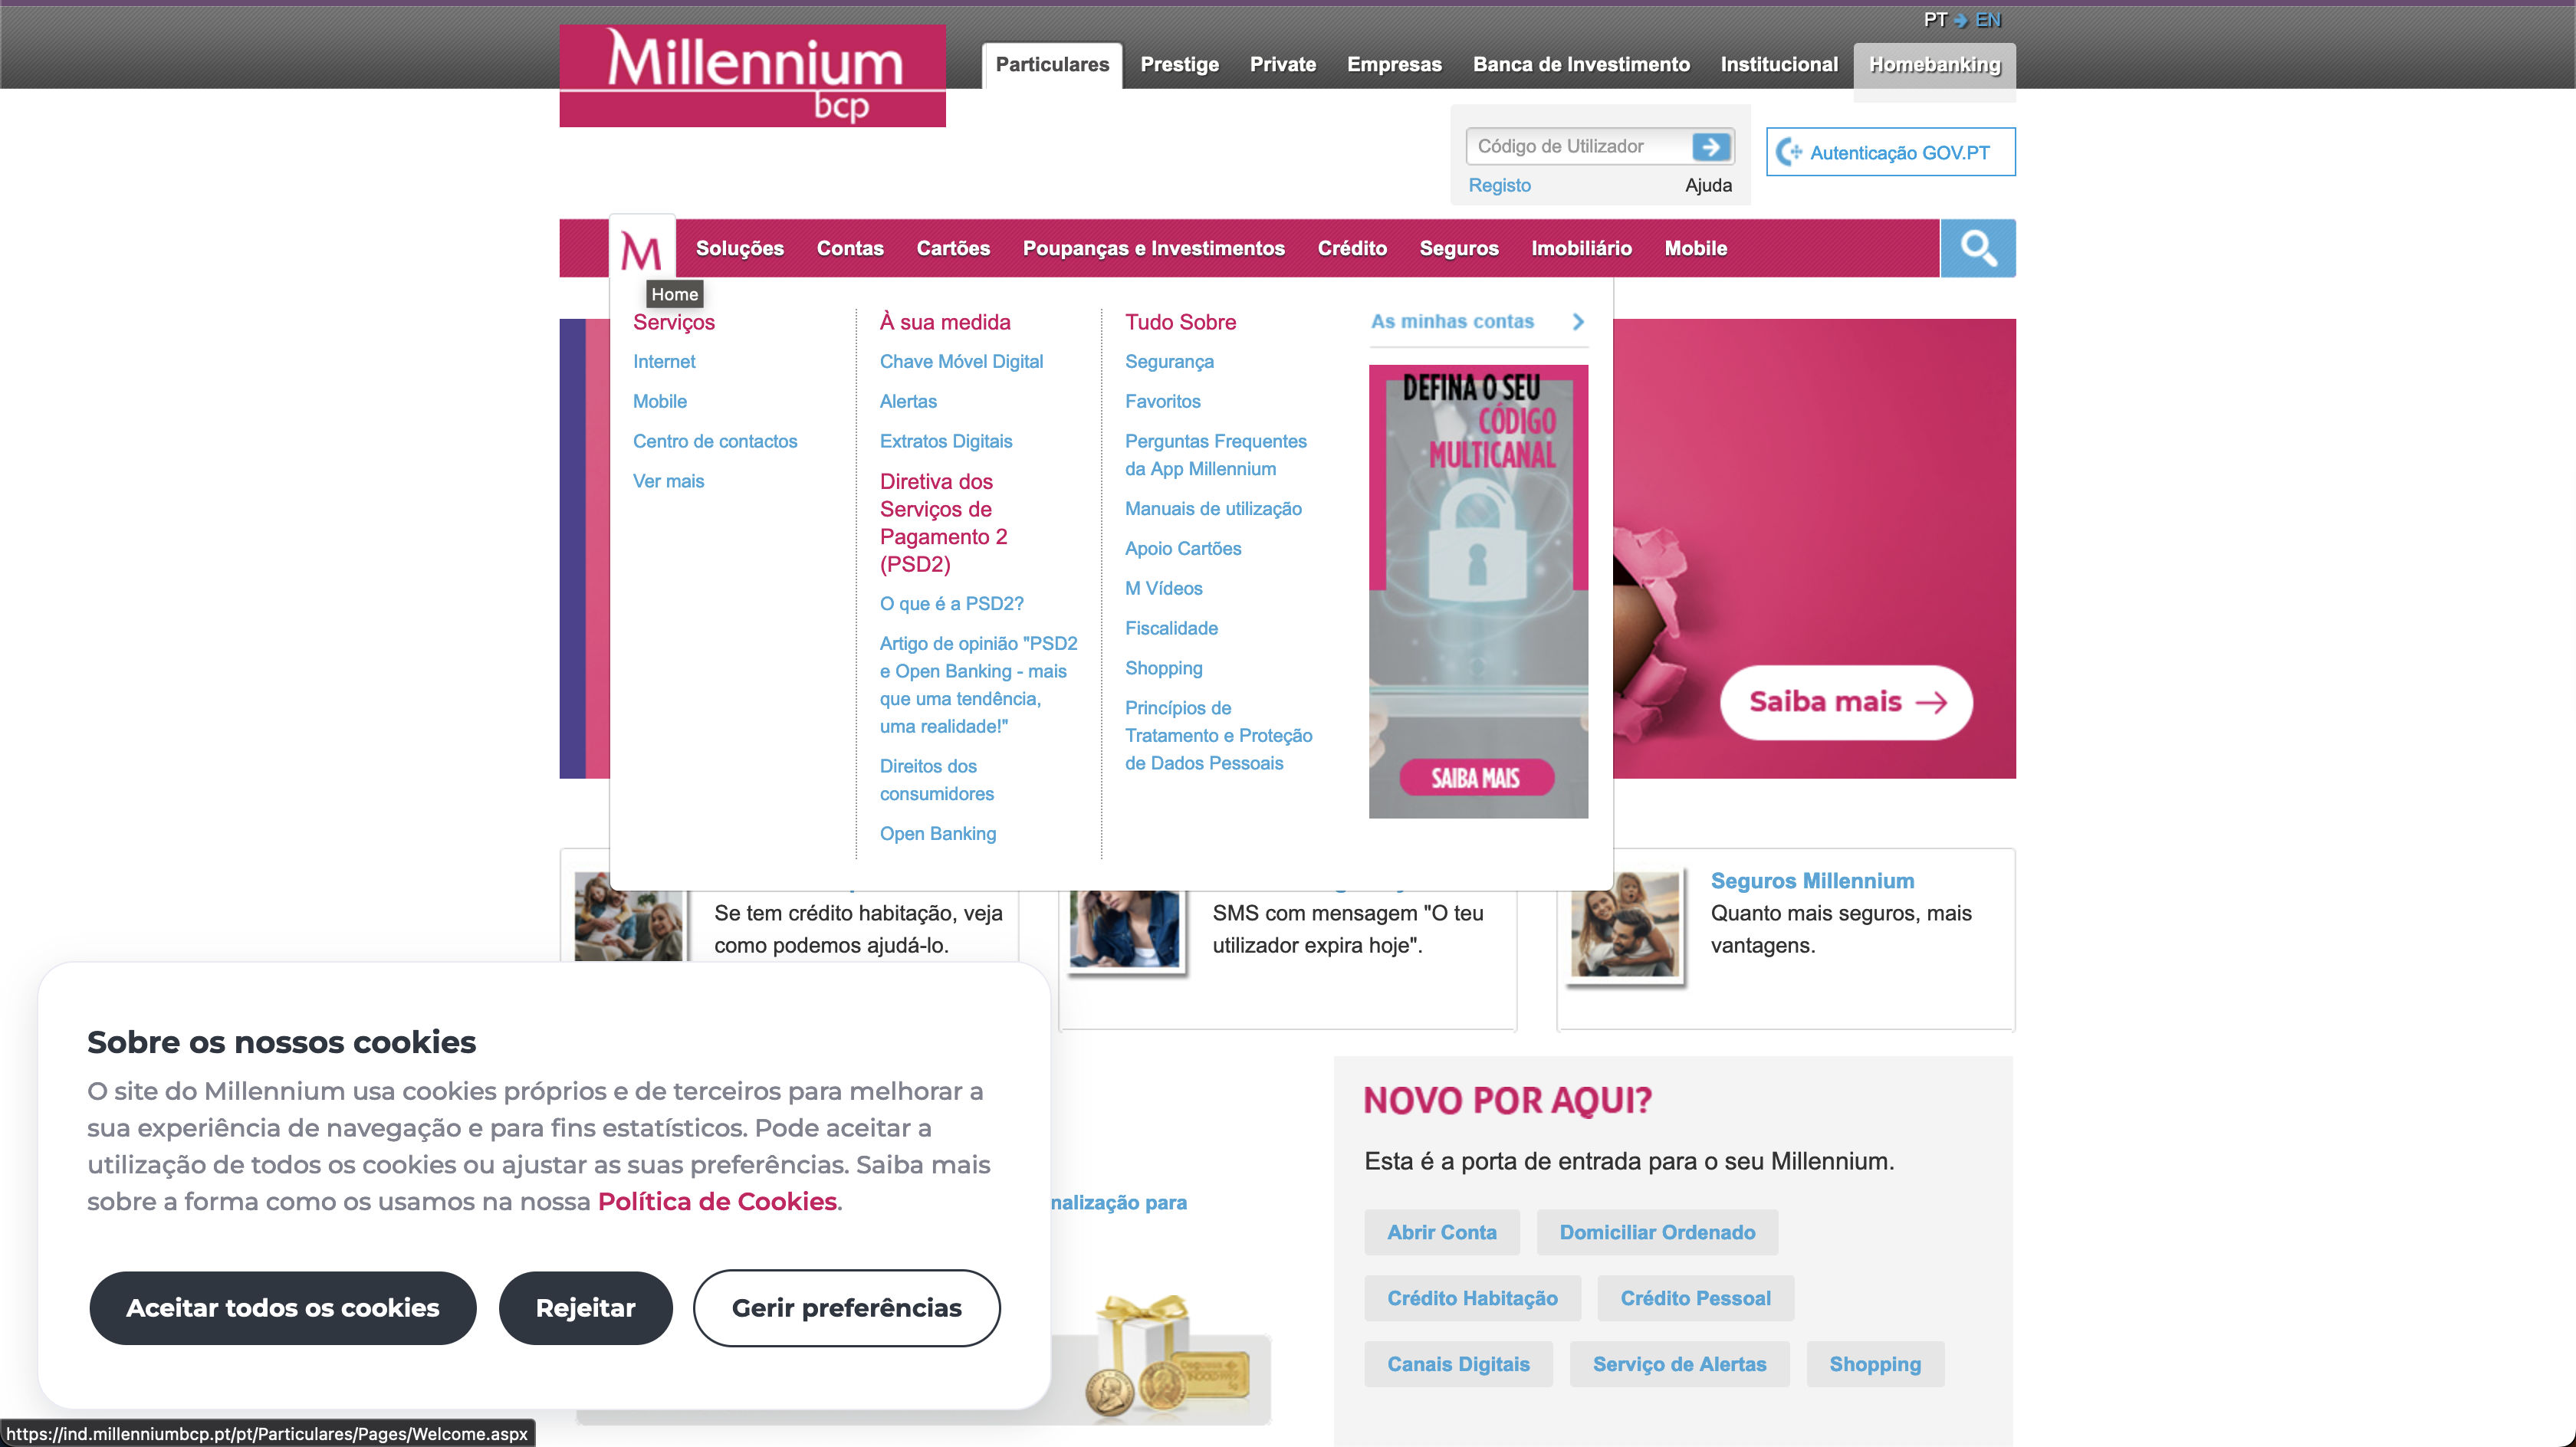 PT EN
Millennium
bcp
Particulares Prestige Private Empresas Banca de Investimento Institucional Homebanking
Código de Utilizador
Registo Ajuda
Autenticação GOV.PT
M Soluções Contas Cartões Poupanças e Investimentos Crédito Seguros Imobiliário Mobile
Home
Serviços
Internet
Mobile
Centro de contactos
Ver mais
À sua medida
Chave Móvel Digital
Alertas
Extratos Digitais
Diretiva dos
Serviços de
Pagamento 2
(PSD2)
O que é a PSD2?
Artigo de opinião "PSD2
e Open Banking - mais
que uma tendência,
uma realidade!"
Direitos dos
consumidores
Open Banking
Tudo Sobre
Segurança
Favoritos
Perguntas Frequentes
da App Millennium
Manuais de utilização
Apoio Cartões
M Vídeos
Fiscalidade
Shopping
Princípios de
Tratamento e Proteção
de Dados Pessoais
As minhas contas
DEFINA O SEU
CÓDIGO
MULTICANAL
SAIBA MAIS
Saiba mais
Se tem crédito habitação, veja
como podemos ajudá-lo.
SMS com mensagem "O teu
utilizador expira hoje".
Seguros Millennium
Quanto mais seguros, mais
vantagens.
Sobre os nossos cookies
O site do Millennium usa cookies próprios e de terceiros para melhorar a
sua experiência de navegação e para fins estatísticos. Pode aceitar a
utilização de todos os cookies ou ajustar as suas preferências. Saiba mais
sobre a forma como os usamos na nossa Política de Cookies.
Aceitar todos os cookies Rejeitar Gerir preferências
nalização para
NOVO POR AQUI?
Esta é a porta de entrada para o seu Millennium.
Abrir Conta Domiciliar Ordenado
Crédito Habitação Crédito Pessoal
Canais Digitais Serviço de Alertas Shopping
https://ind.millenniumbcp.pt/pt/Particulares/Pages/Welcome.aspx